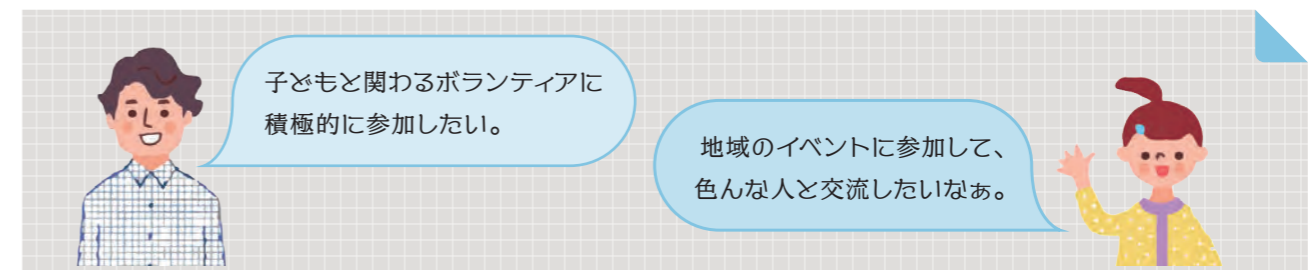 子どもと関わるボランティアに
積極的に参加したい。
地域のイベントに参加して、
色んな人と交流したいなぁ。